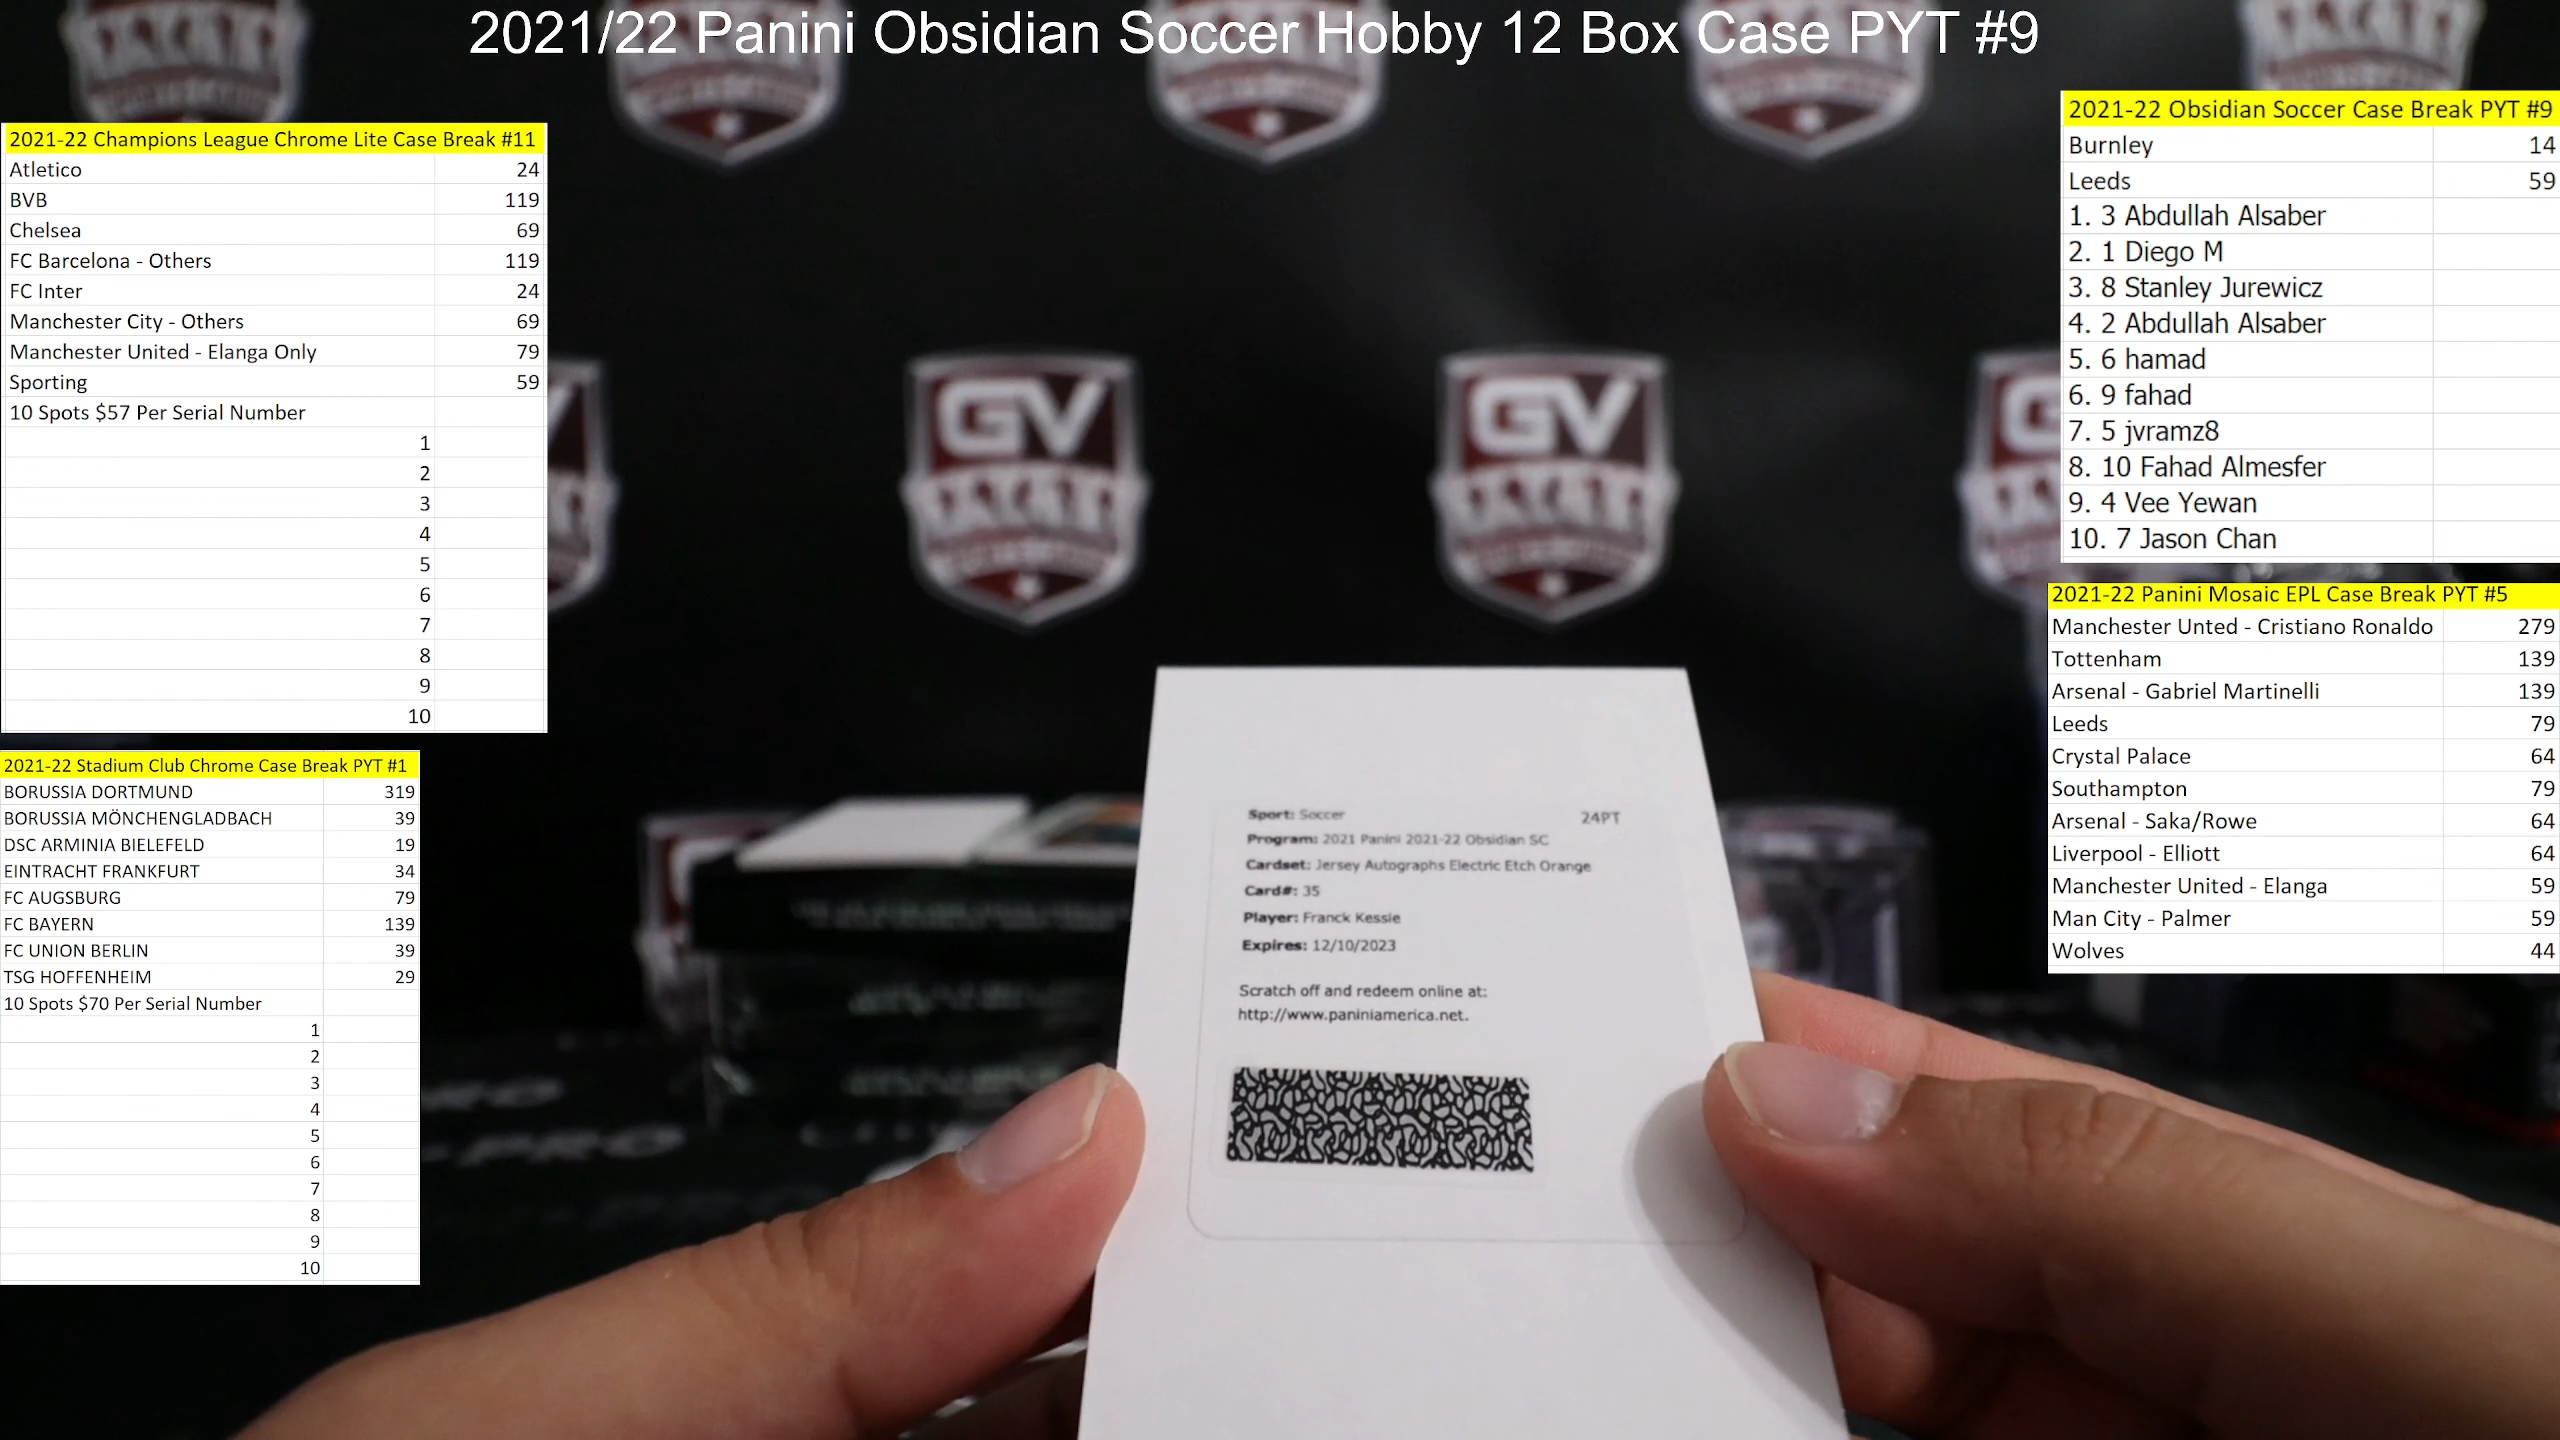 2021/22 Panini Obsidian Soccer Hobby 12 Box Case PYT #9
2021-22 Champions League Chrome Lite Case Break #11
Atletico 24
BVB 119
Chelsea 69
FC Barcelona - Others 119
FC Inter 24
Manchester City - Others 69
Manchester United - Elanga Only 79
Sporting 59
10 Spots $57 Per Serial Number
1
2
3
4
5
6
7
8
9
10
2021-22 Stadium Club Chrome Case Break PYT #1
BORUSSIA DORTMUND 319
BORUSSIA MÖNCHENGLADBACH 39
DSC ARMINIA BIELEFELD 19
EINTRACHT FRANKFURT 34
FC AUGSBURG 79
FC BAYERN 139
FC UNION BERLIN 39
TSG HOFFENHEIM 29
10 Spots $70 Per Serial Number
1
2
3
4
5
6
7
8
9
10
GV
GV
Sport: Soccer 24PT
Program: 2021 Panini 2021-22 Obsidian SC
Cardset: Jersey Autographs Electric Etch Orange
Card#: 35
Player: Franck Kessie
Expires: 12/10/2023
Scratch off and redeem online at:
http://www.paniniamerica.net.
2021-22 Obsidian Soccer Case Break PYT #9
Burnley 14
Leeds 59
1. 3 Abdullah Alsaber
2. 1 Diego M
3. 8 Stanley Jurewicz
4. 2 Abdullah Alsaber
5. 6 hamad
6. 9 fahad
7. 5 jvramz8
8. 10 Fahad Almesfer
9. 4 Vee Yewan
10. 7 Jason Chan
2021-22 Panini Mosaic EPL Case Break PYT #5
Manchester Unted - Cristiano Ronaldo 279
Tottenham 139
Arsenal - Gabriel Martinelli 139
Leeds 79
Crystal Palace 64
Southampton 79
Arsenal - Saka/Rowe 64
Liverpool - Elliott 64
Manchester United - Elanga 59
Man City - Palmer 59
Wolves 44